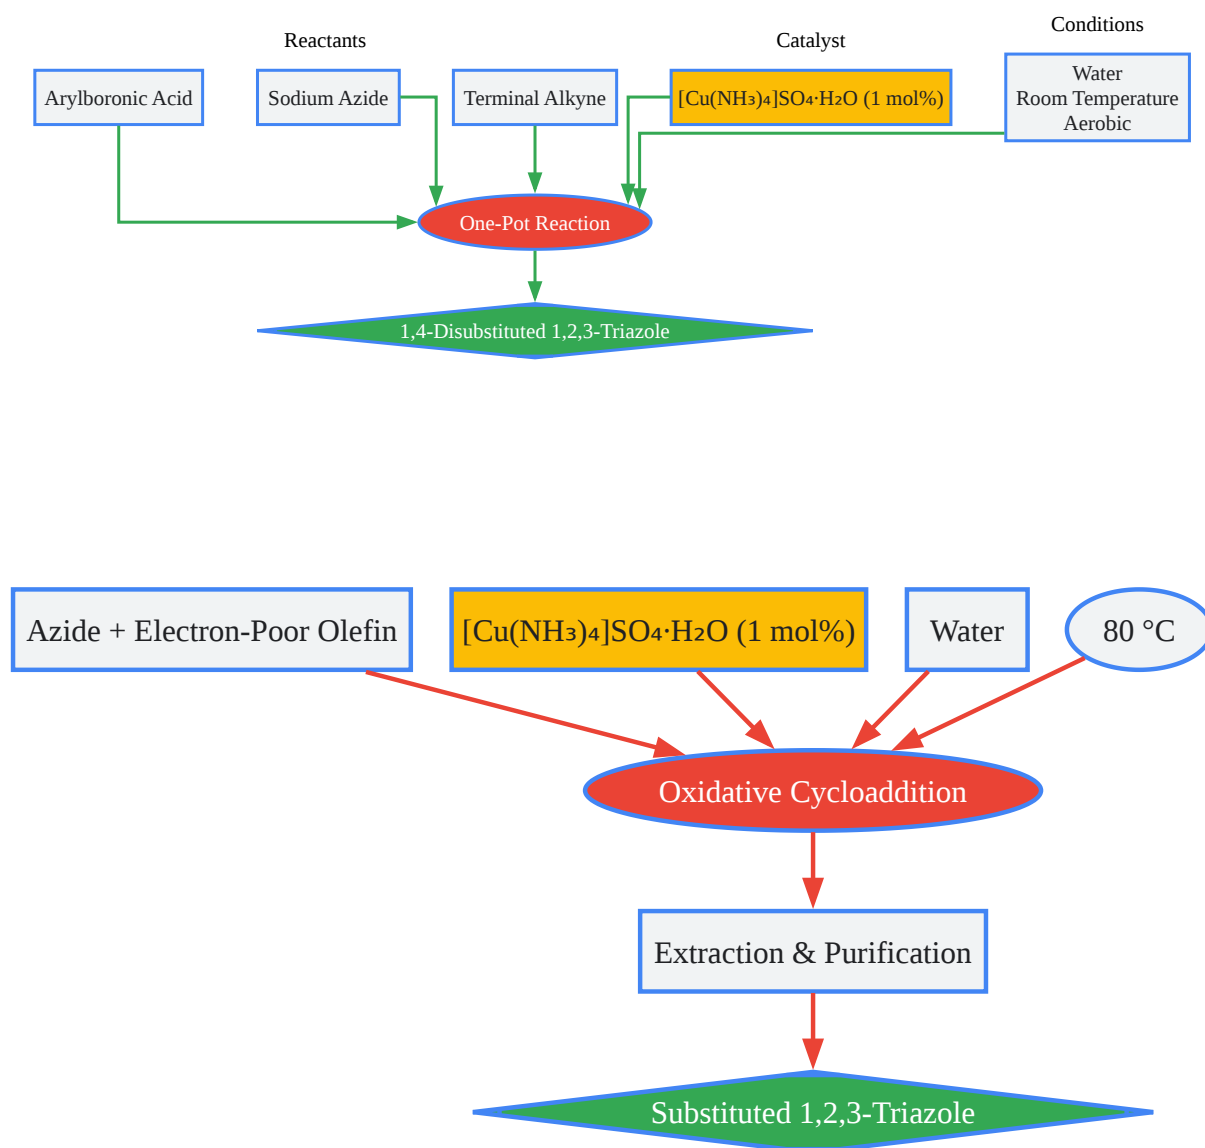 Reactants
Catalyst
Conditions
Arylboronic Acid
Sodium Azide
Terminal Alkyne
[Cu(NH₃)₄]SO₄·H₂O (1 mol%)
Water
Room Temperature
Aerobic
One-Pot Reaction
1,4-Disubstituted 1,2,3-Triazole
Azide + Electron-Poor Olefin
[Cu(NH₃)₄]SO₄·H₂O (1 mol%)
Water
80 °C
Oxidative Cycloaddition
Extraction & Purification
Substituted 1,2,3-Triazole